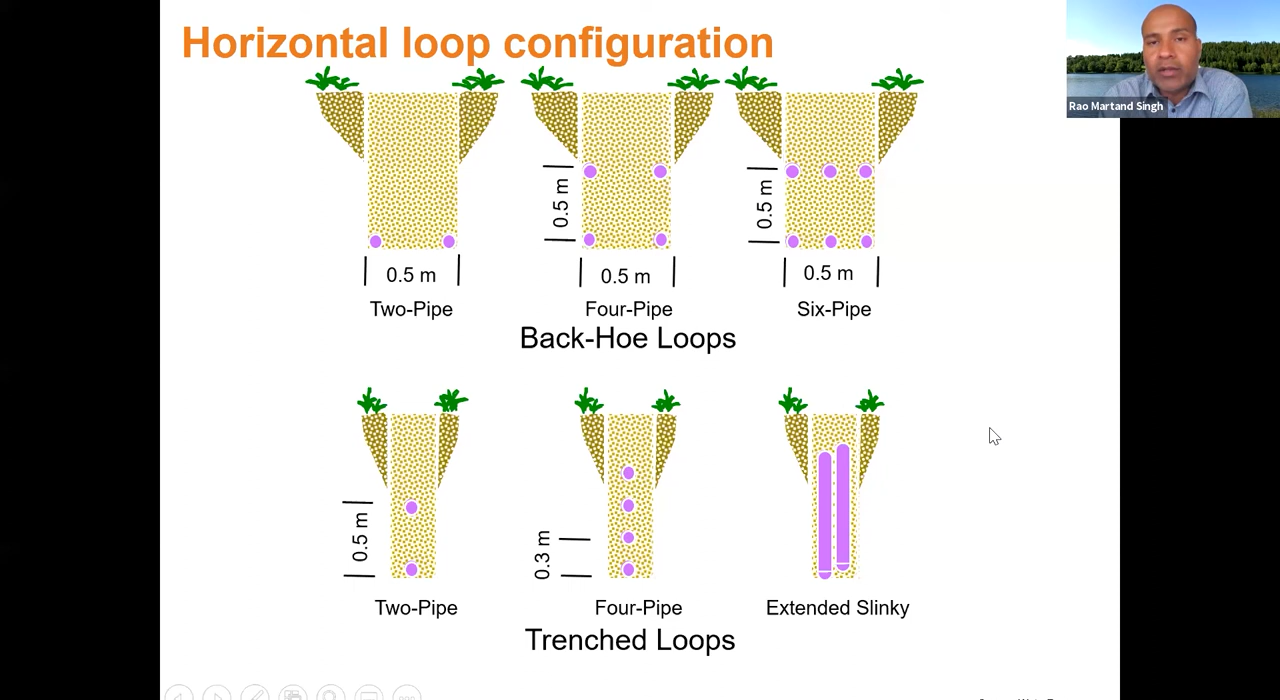 Horizontal loop configuration
Rao Martand Singh
0.5 m
0.5 m
0.5 m
0.5 m
0.5 m
Two-Pipe
Four-Pipe
Six-Pipe
Back-Hoe Loops
0.5 m
0.3 m
Two-Pipe
Four-Pipe
Extended Slinky
Trenched Loops